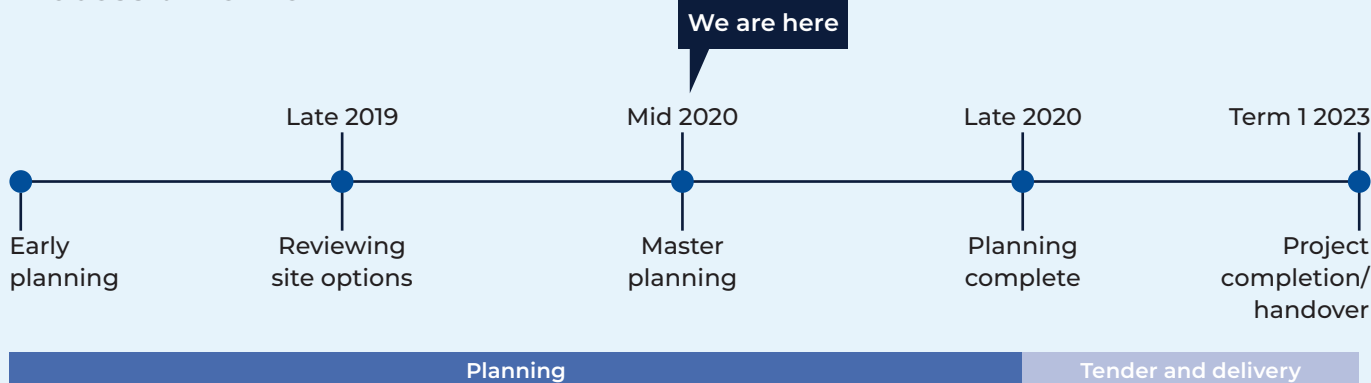 We are here
Late 2019
Mid 2020
Late 2020
Term 1 2023
Early
planning
Reviewing
site options
Master
planning
Planning
complete
Project
completion/
handover
Planning
Tender and delivery